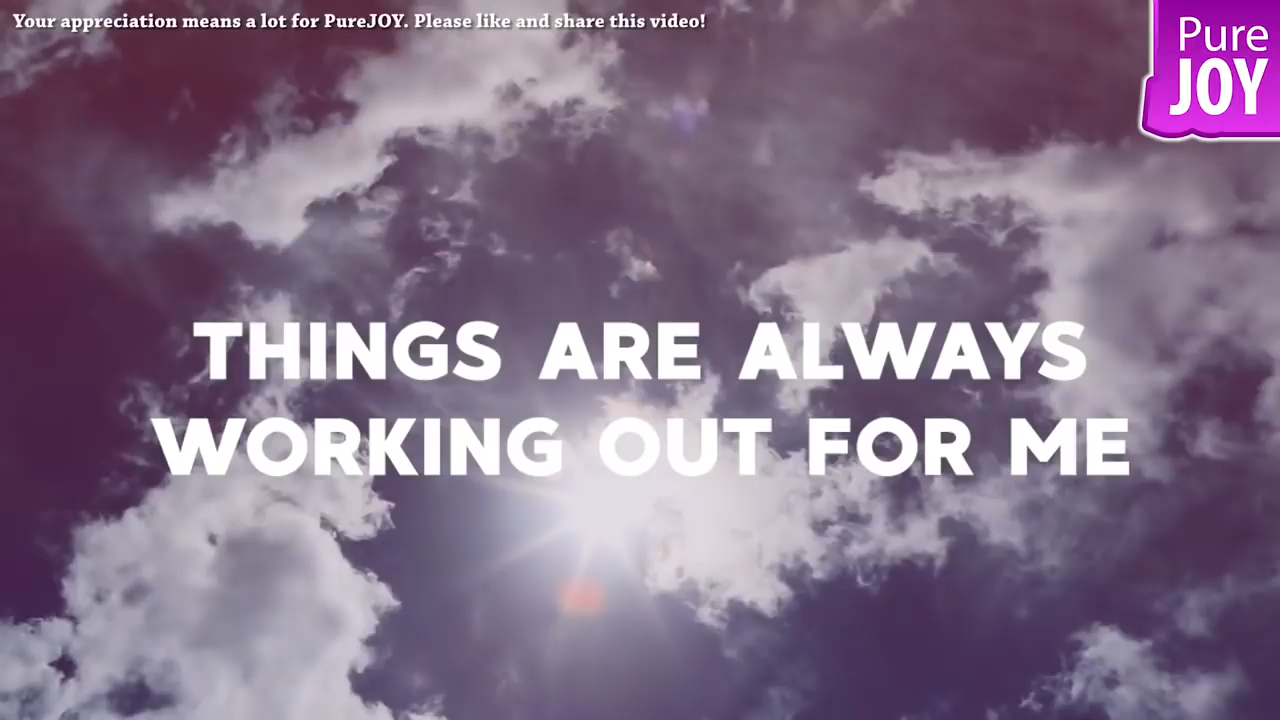 Your appreciation means a lot for PureJOY. Please like and share this video!
Pure
JOY
THINGS ARE ALWAYS
WORKING OUT FOR ME